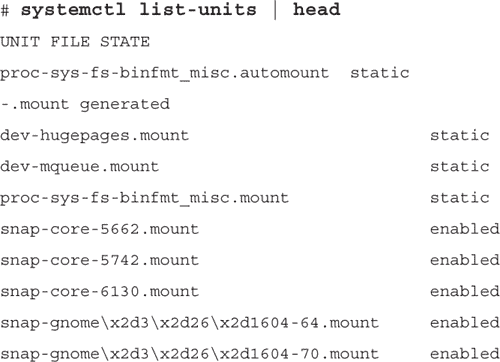 # systemctl list-units | head
UNIT FILE STATE
proc-sys-fs-binfmt_misc.automount static
-.mount generated
dev-hugepages.mount static
dev-mqueue.mount static
proc-sys-fs-binfmt_misc.mount static
snap-core-5662.mount enabled
snap-core-5742.mount enabled
snap-core-6130.mount enabled
snap-gnome\x2d3\x2d26\x2d1604-64.mount enabled
snap-gnome\x2d3\x2d26\x2d1604-70.mount enabled